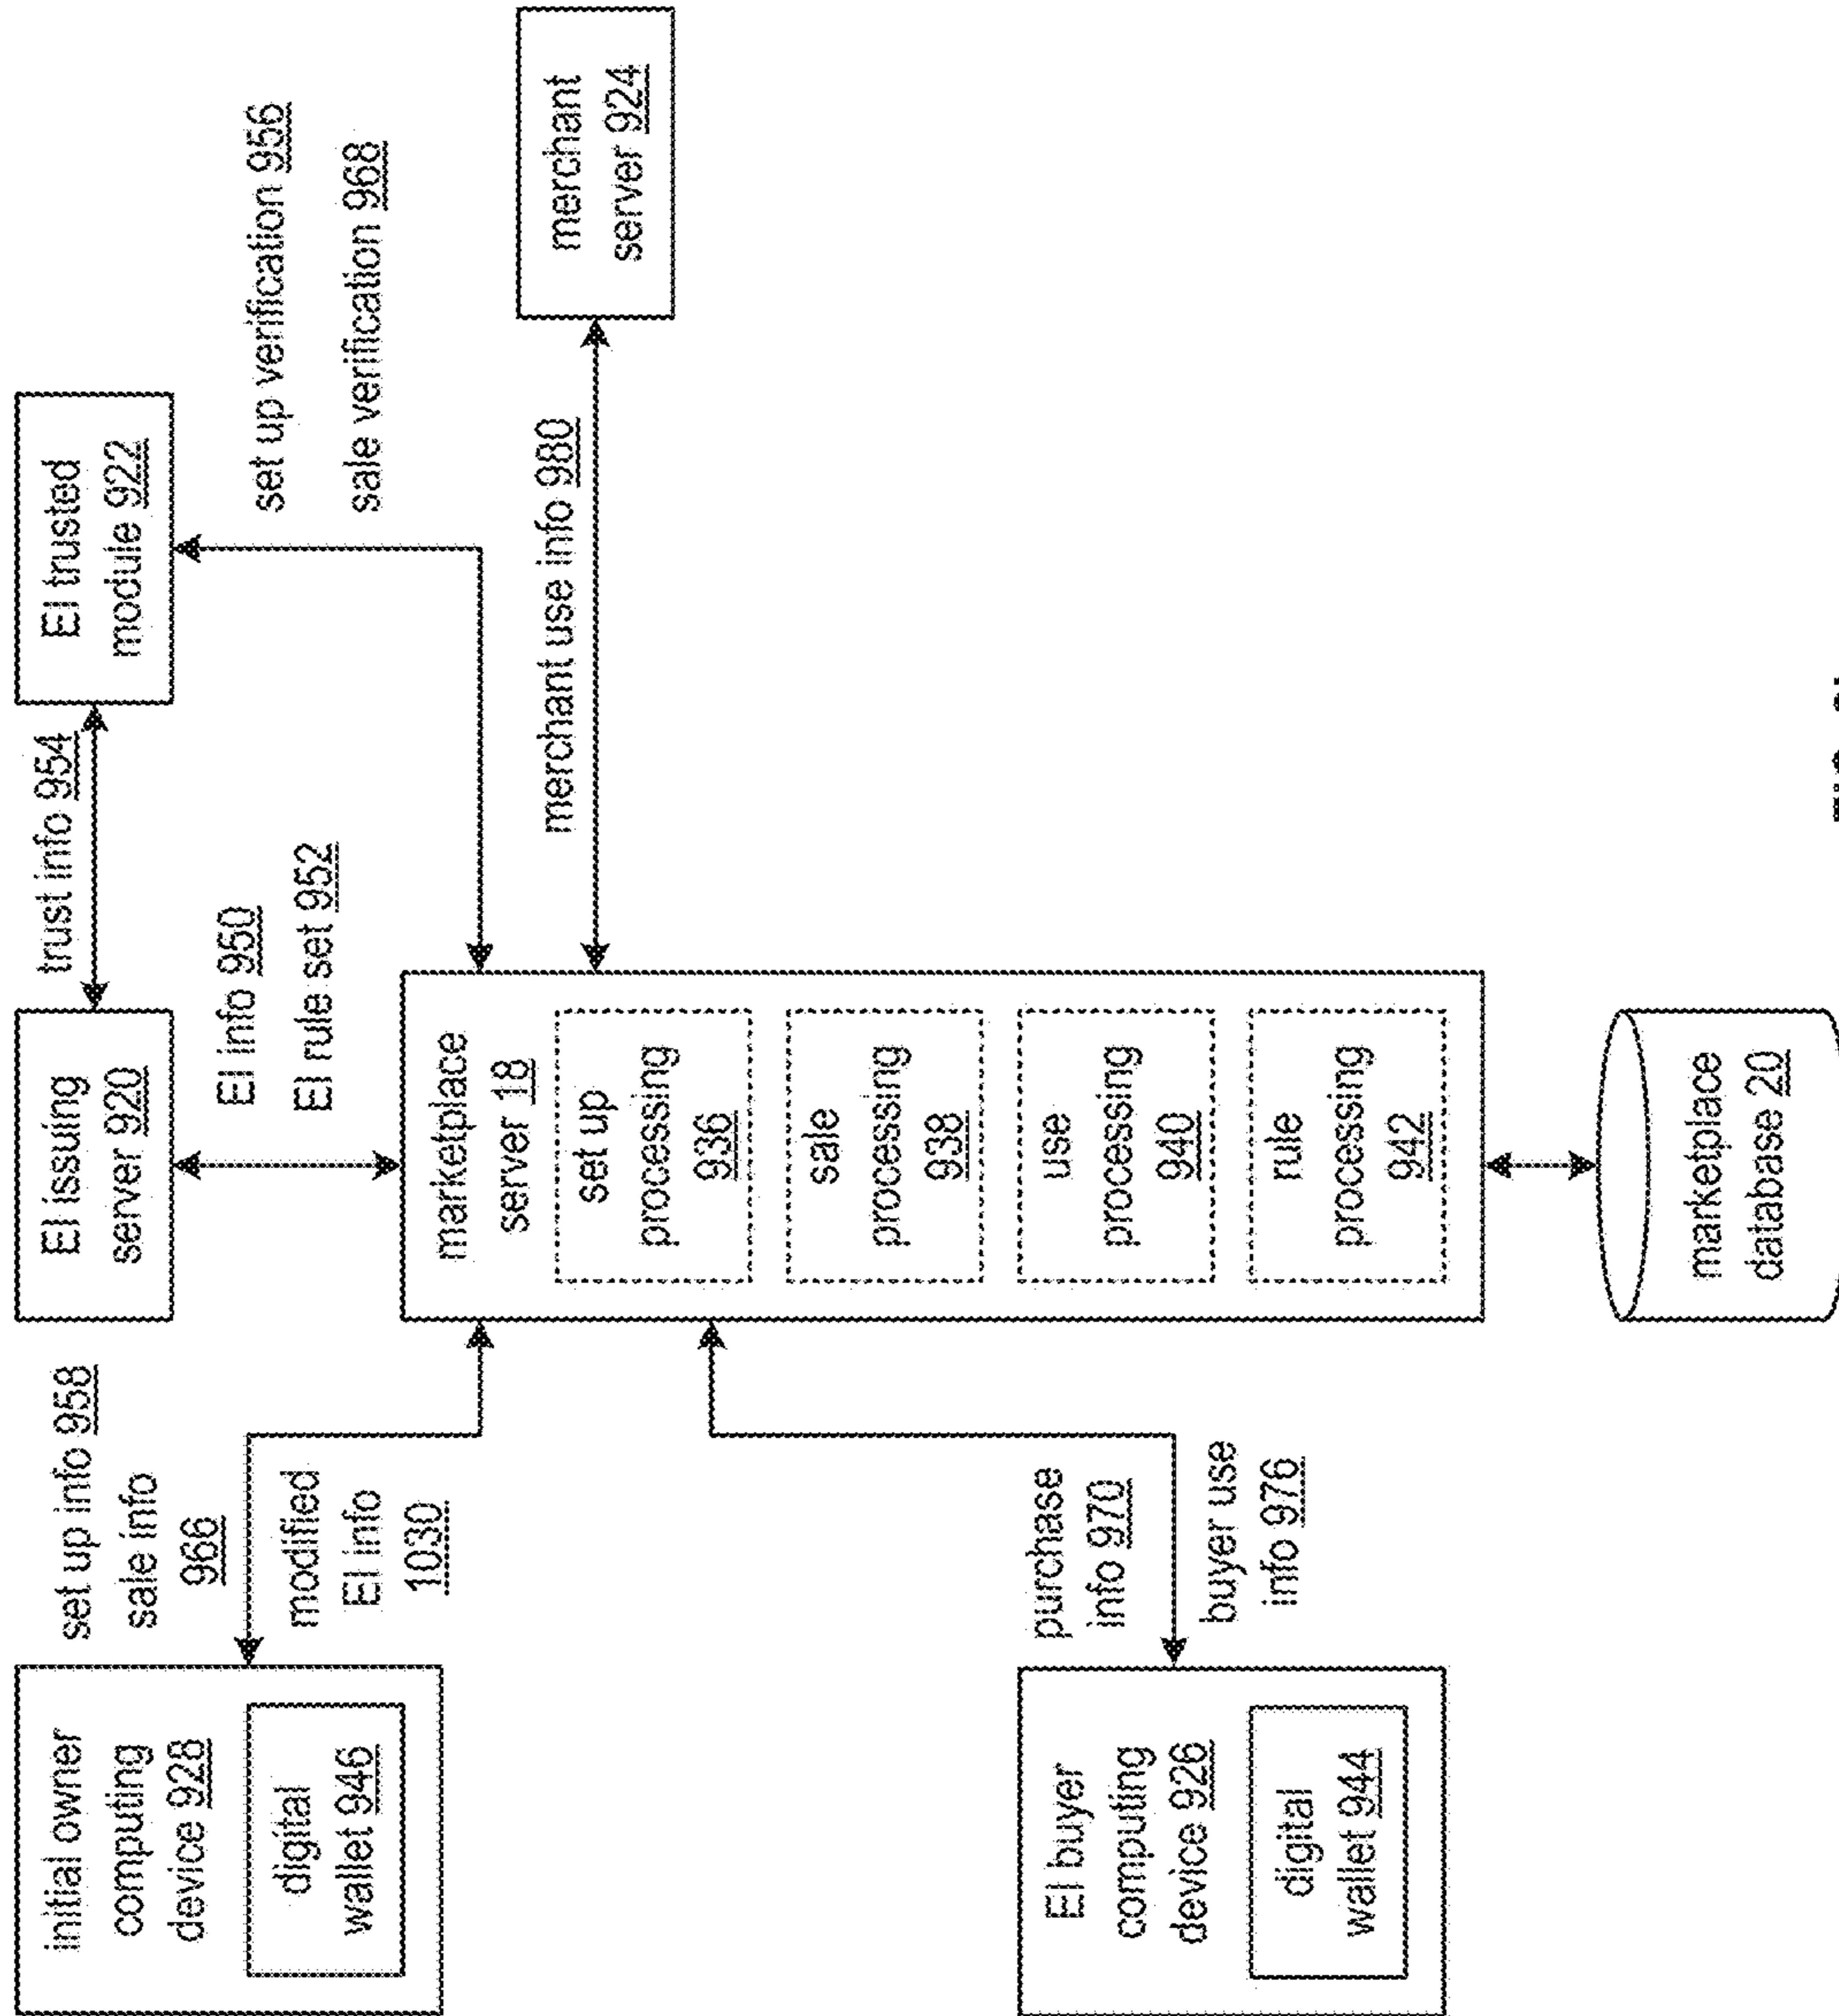 initial owner
computing
device 928
digital
wallet 946
set up info 958
sale info
966
modified
EI info
1030
EI issuing
server 920
trust info 954
EI trusted
module 922
EI info 950
EI rule set 952
set up verification 956
sale verification 968
marketplace
server 18
set up
processing
936
sale
processing
938
use
processing
940
rule
processing
942
merchant use info 980
merchant
server 924
EI buyer
computing
device 926
digital
wallet 944
purchase
info 970
buyer use
info 976
marketplace
database 20